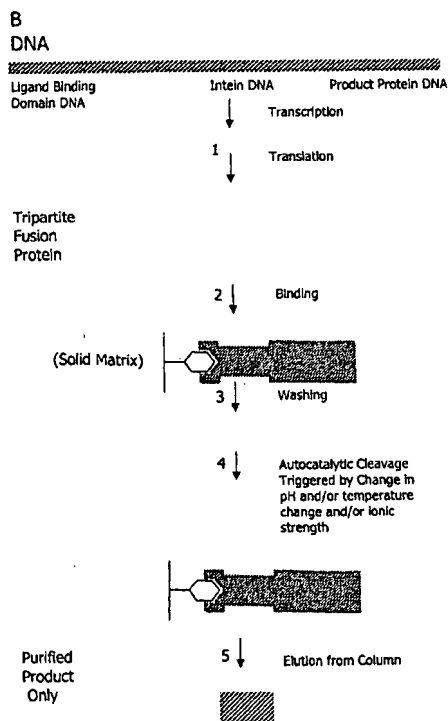 B
DNA
Ligand Binding
Domain DNA
Intein DNA
Product Protein DNA
Transcription
1
Translation
Tripartite
Fusion
Protein
2
Binding
(Solid Matrix)
3
Washing
4
Autocatalytic Cleavage
Triggered by Change in
pH and/or temperature
change and/or ionic
strength
5
Elution from Column
Purified
Product
Only